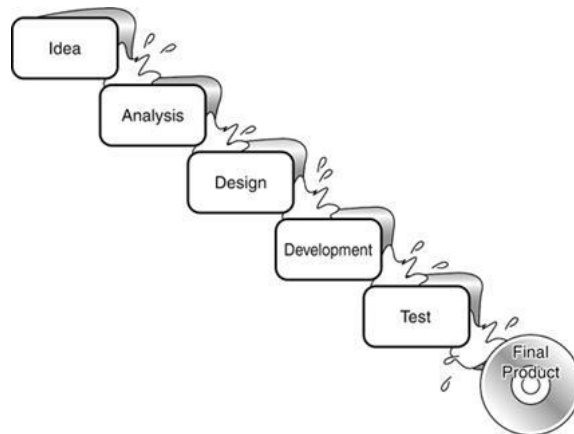 Idea
Analysis
Design
Development
Test
Final
Product